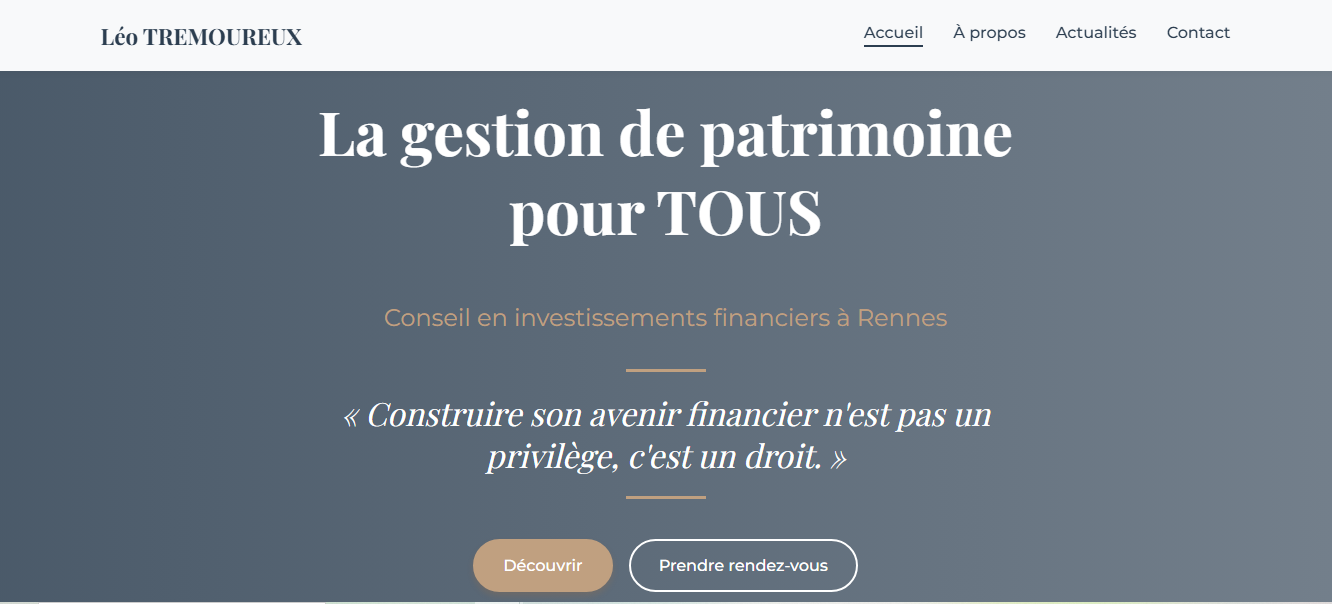 Léo TREMOUREUX
Accueil
À propos
Actualités
Contact
La gestion de patrimoine
pour TOUS
Conseil en investissements financiers à Rennes
« Construire son avenir financier n'est pas un
privilège, c'est un droit. »
Découvrir
Prendre rendez-vous